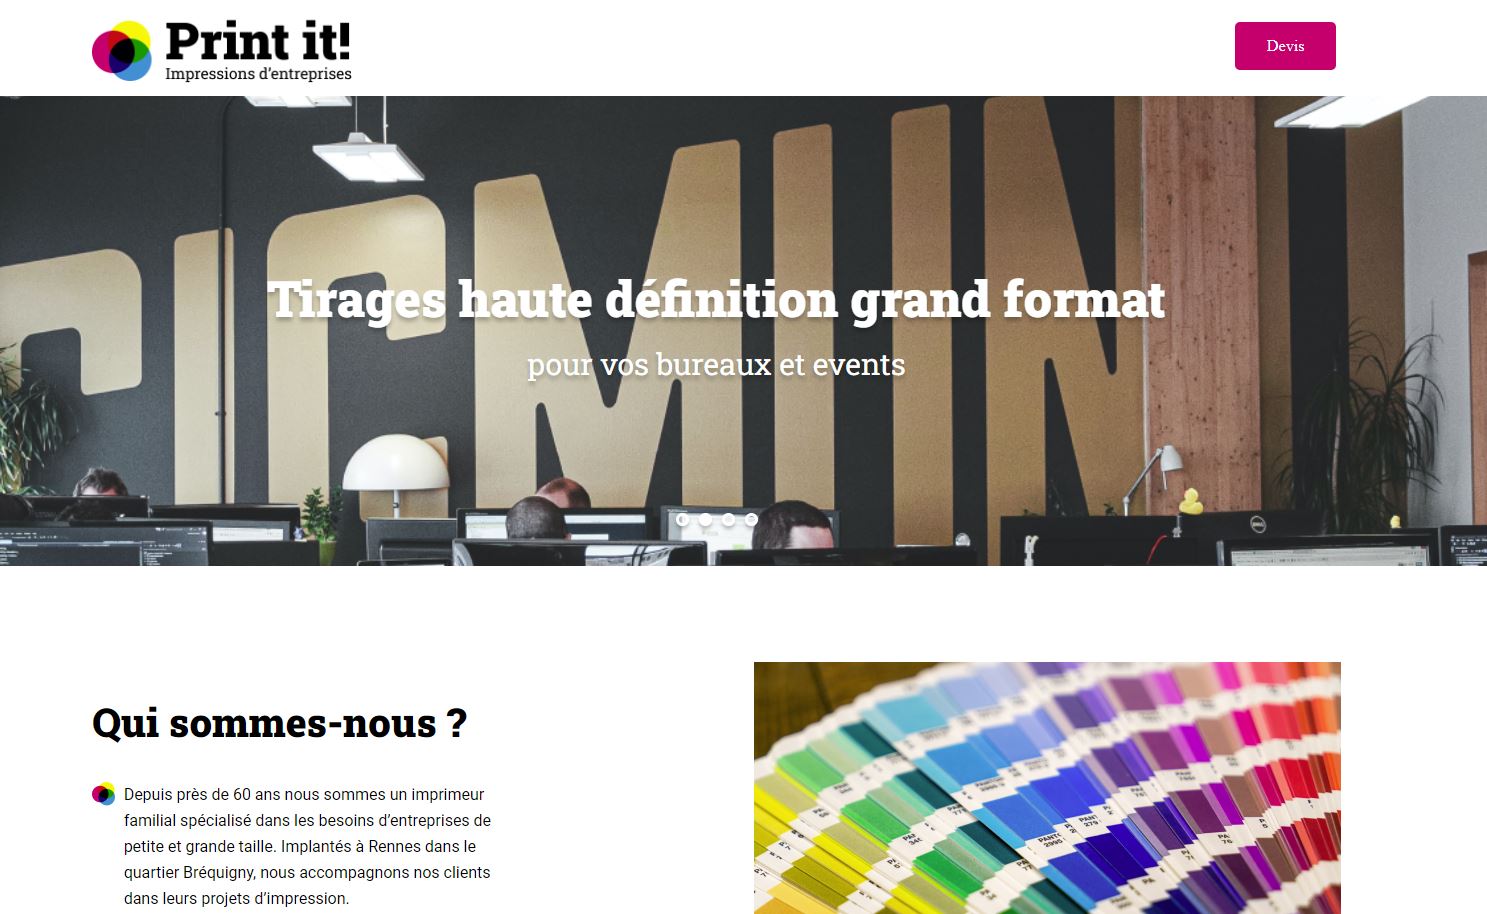 Print it!
Impressions d'entreprises
Devis
Tirages haute définition grand format
pour vos bureaux et events
Qui sommes-nous ?
Depuis près de 60 ans nous sommes un imprimeur
familial spécialisé dans les besoins d’entreprises de
petite et grande taille. Implantés à Rennes dans le
quartier Bréquigny, nous accompagnons nos clients
dans leurs projets d’impression.